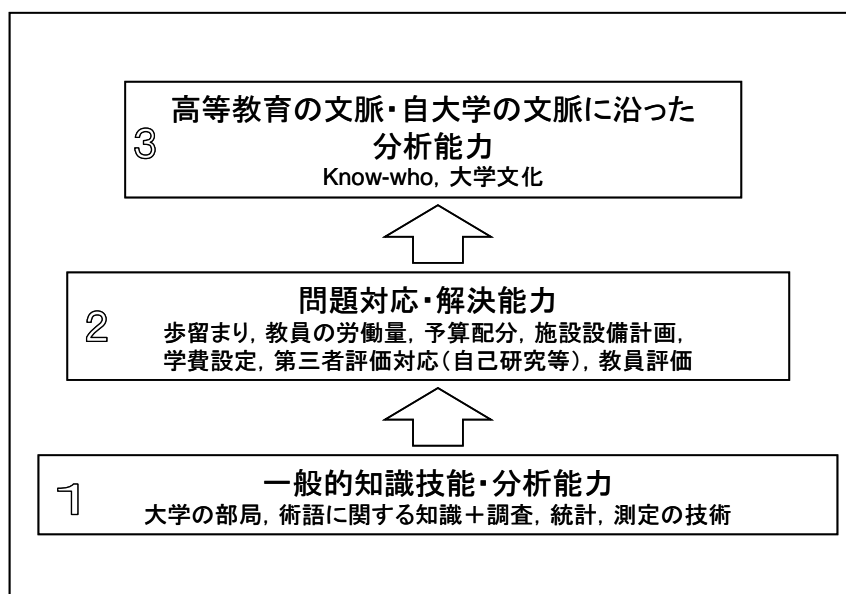 3
高等教育の文脈・自大学の文脈に沿った
分析能力
Know-who, 大学文化
2
問題対応・解決能力
歩留まり, 教員の労働量, 予算配分, 施設設備計画,
学費設定, 第三者評価対応（自己研究等）, 教員評価
1
一般的知識技能・分析能力
大学の部局, 術語に関する知識＋調査, 統計, 測定の技術